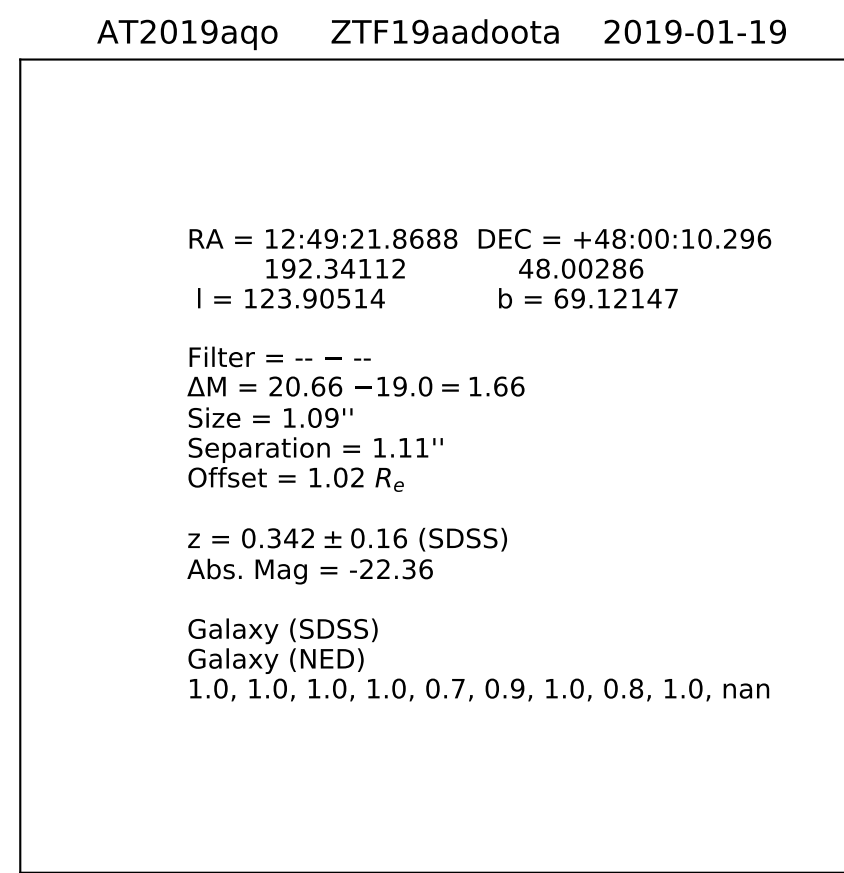 AT2019aqo ZTF19aadoota 2019-01-19
RA = 12:49:21.8688 DEC = +48:00:10.296
192.34112 48.00286
l = 123.90514 b = 69.12147
Filter = -- − --
ΔM = 20.66 −19.0 = 1.66
Size = 1.09''
Separation = 1.11''
Offset = 1.02 Re
z = 0.342 ± 0.16 (SDSS)
Abs. Mag = -22.36
Galaxy (SDSS)
Galaxy (NED)
1.0, 1.0, 1.0, 1.0, 0.7, 0.9, 1.0, 0.8, 1.0, nan